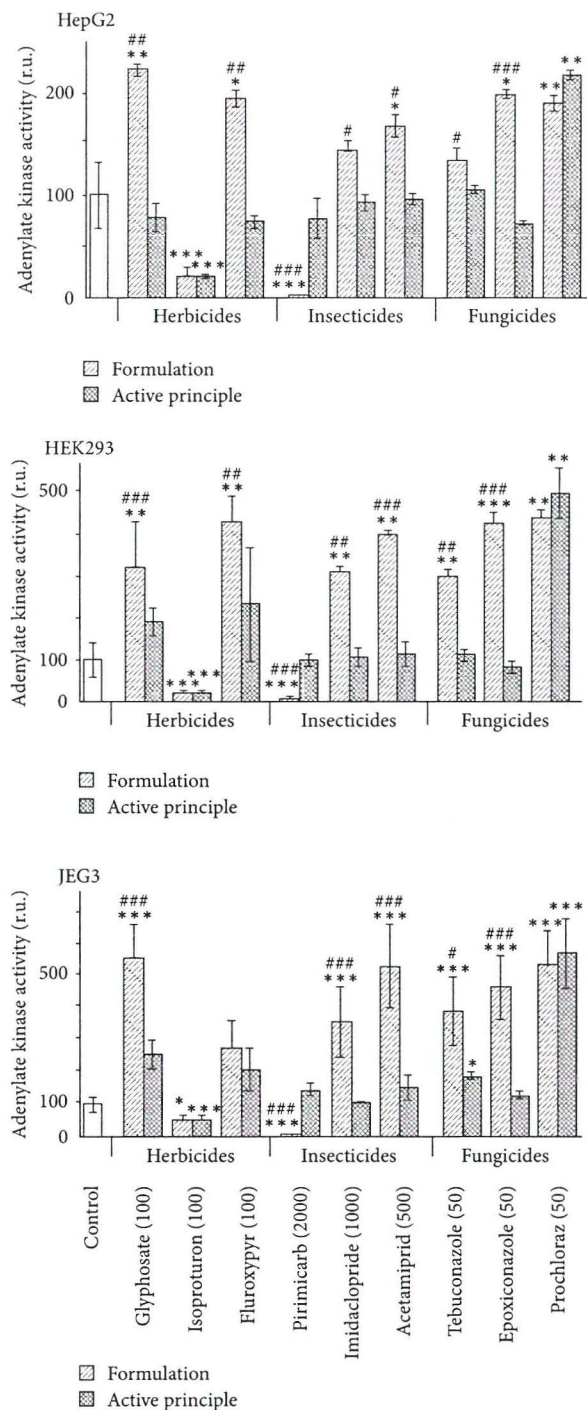 HepG2
Adenylate kinase activity (r.u.)
200
100
0
##
**
***
***
##
*
###
***
#
#
*
#
###
*
**
**
Herbicides Insecticides Fungicides
Formulation
Active principle
HEK293
Adenylate kinase activity (r.u.)
500
100
0
###
**
***
***
##
**
###
***
##
**
###
**
##
**
###
***
**
**
Herbicides Insecticides Fungicides
Formulation
Active principle
JEG3
Adenylate kinase activity (r.u.)
500
100
0
###
***
*
***
###
***
###
***
###
***
#
***
*
###
***
***
***
Herbicides Insecticides Fungicides
Control
Glyphosate (100)
Isoproturon (100)
Fluroxypyr (100)
Pirimicarb (2000)
Imidaclopride (1000)
Acetamiprid (500)
Tebuconazole (50)
Epoxiconazole (50)
Prochloraz (50)
Formulation
Active principle